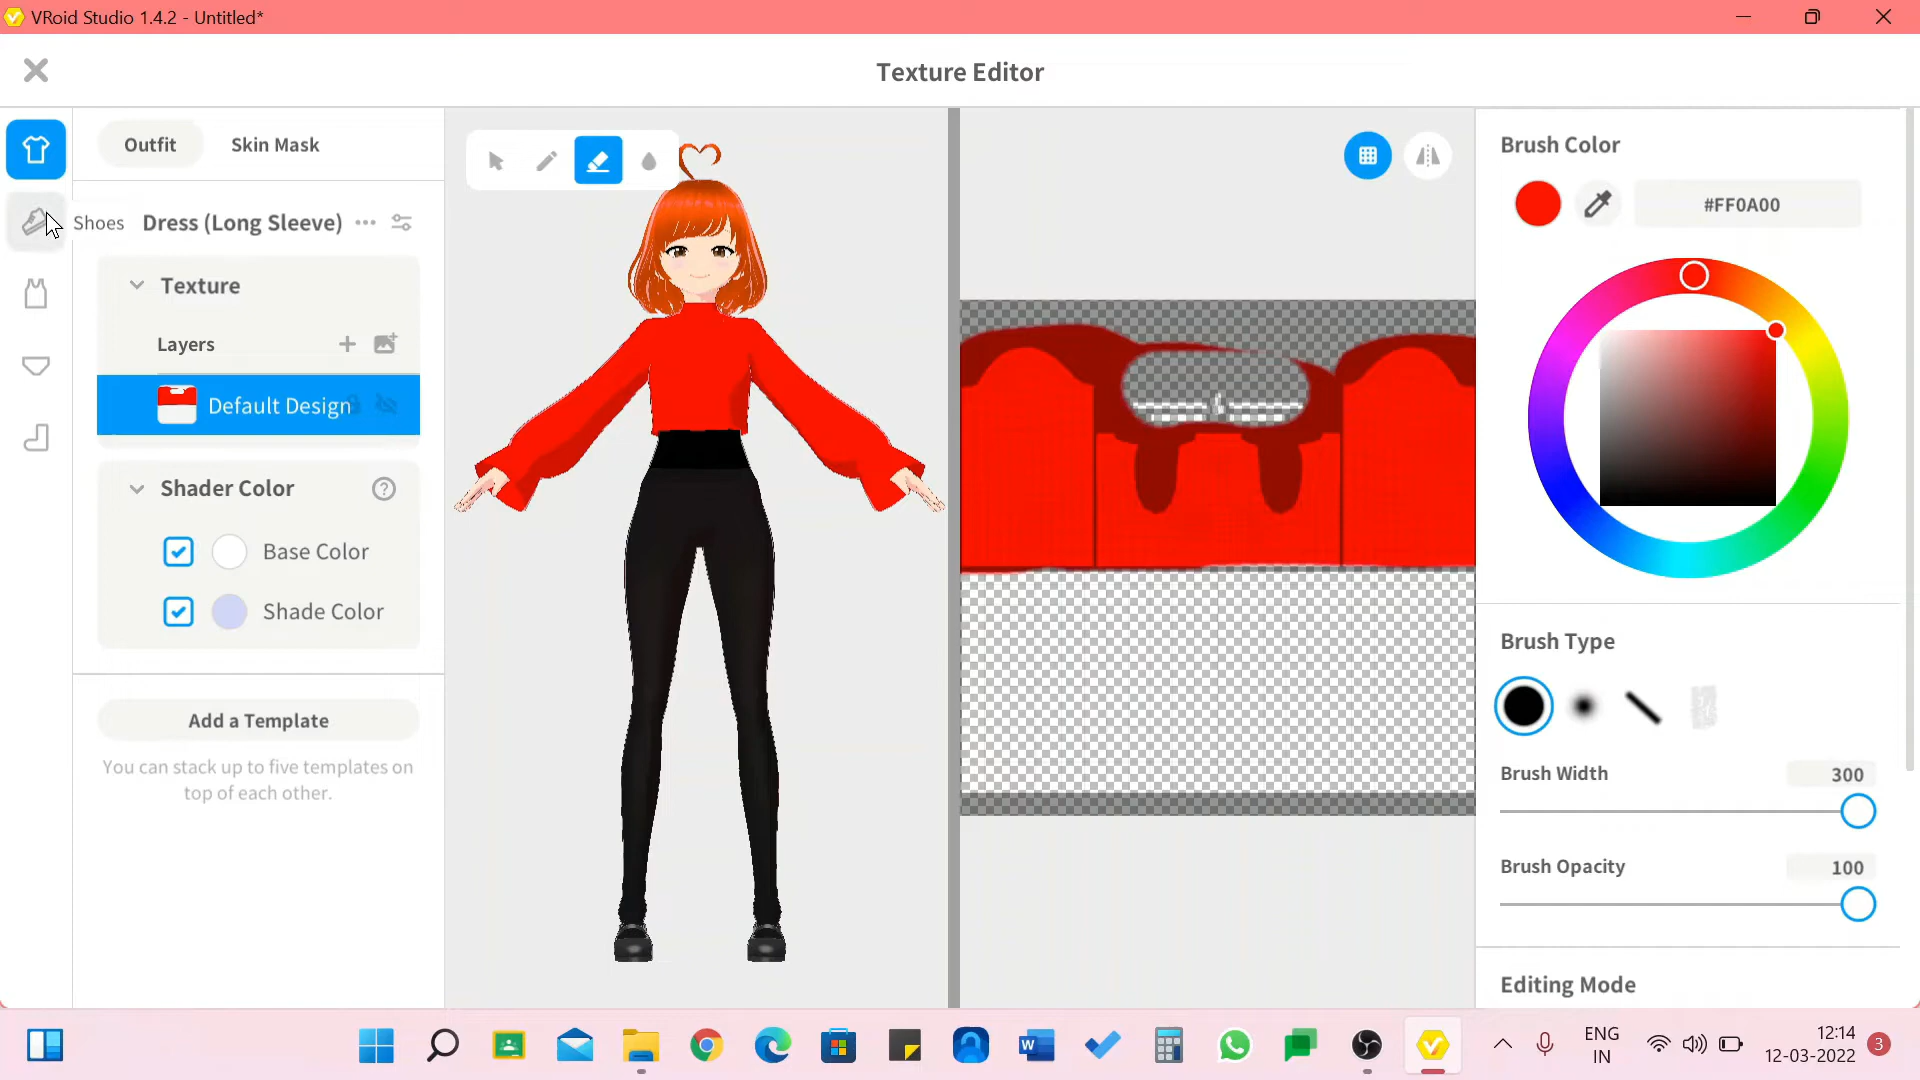 VRoid Studio 1.4.2 - Untitled*
Texture Editor
Outfit
Skin Mask
Shoes
Dress (Long Sleeve)
Texture
Layers
Default Design
Shader Color
Base Color
Shade Color
Add a Template
You can stack up to five templates on
top of each other.
Brush Color
#FF0A00
Brush Type
Brush Width
300
Brush Opacity
100
Editing Mode
W
ENG
IN
12:14
12-03-2022
3